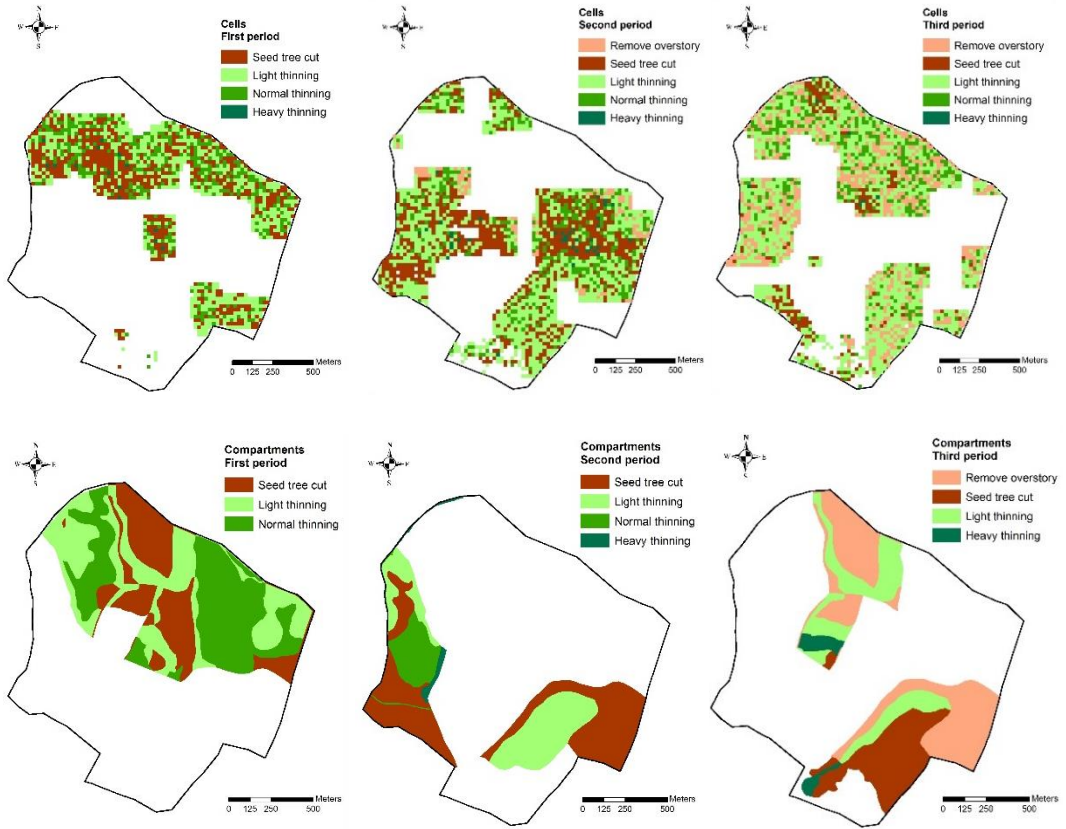 N
W E
S
Cells
First period
Seed tree cut
Light thinning
Normal thinning
Heavy thinning
Meters
0 125 250 500
N
W E
S
Cells
Second period
Remove overstory
Seed tree cut
Light thinning
Normal thinning
Heavy thinning
Meters
0 125 250 500
N
W E
S
Cells
Third period
Remove overstory
Seed tree cut
Light thinning
Normal thinning
Heavy thinning
Meters
0 125 250 500
N
W E
S
Compartments
First period
Seed tree cut
Light thinning
Normal thinning
Meters
0 125 250 500
N
W E
S
Compartments
Second period
Seed tree cut
Light thinning
Normal thinning
Heavy thinning
Meters
0 125 250 500
N
W E
Compartments
Third period
Remove overstory
Seed tree cut
Light thinning
Heavy thinning
Meters
0 125 250 500